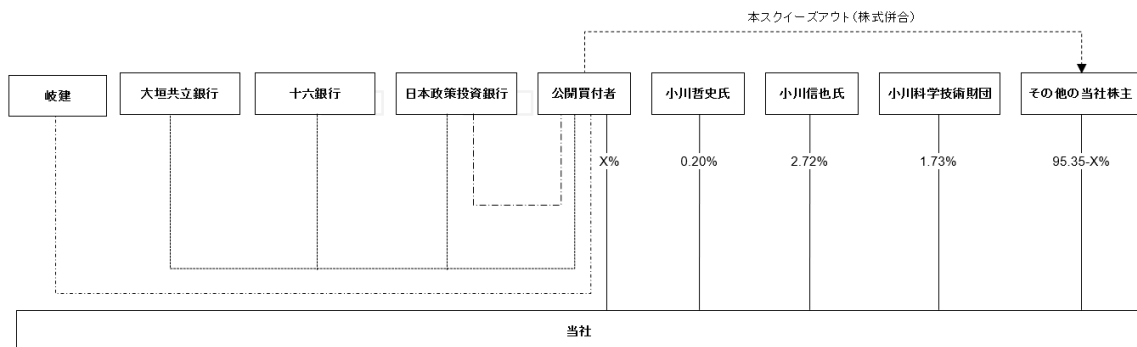 本スクイーズアウト(株式併合)
岐建
大垣共立銀行
十六銀行
日本政策投資銀行
公開買付者
小川哲史氏
小川信也氏
小川科学技術財団
その他の当社株主
X%
0.20%
2.72%
1.73%
95.35-X%
当社